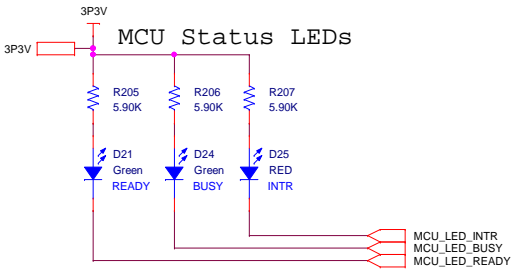 3P3V
MCU Status LEDs
3P3V
R205
5.90K
R206
5.90K
R207
5.90K
D21
Green
READY
D24
Green
BUSY
D25
RED
INTR
MCU_LED_INTR
MCU_LED_BUSY
MCU_LED_READY